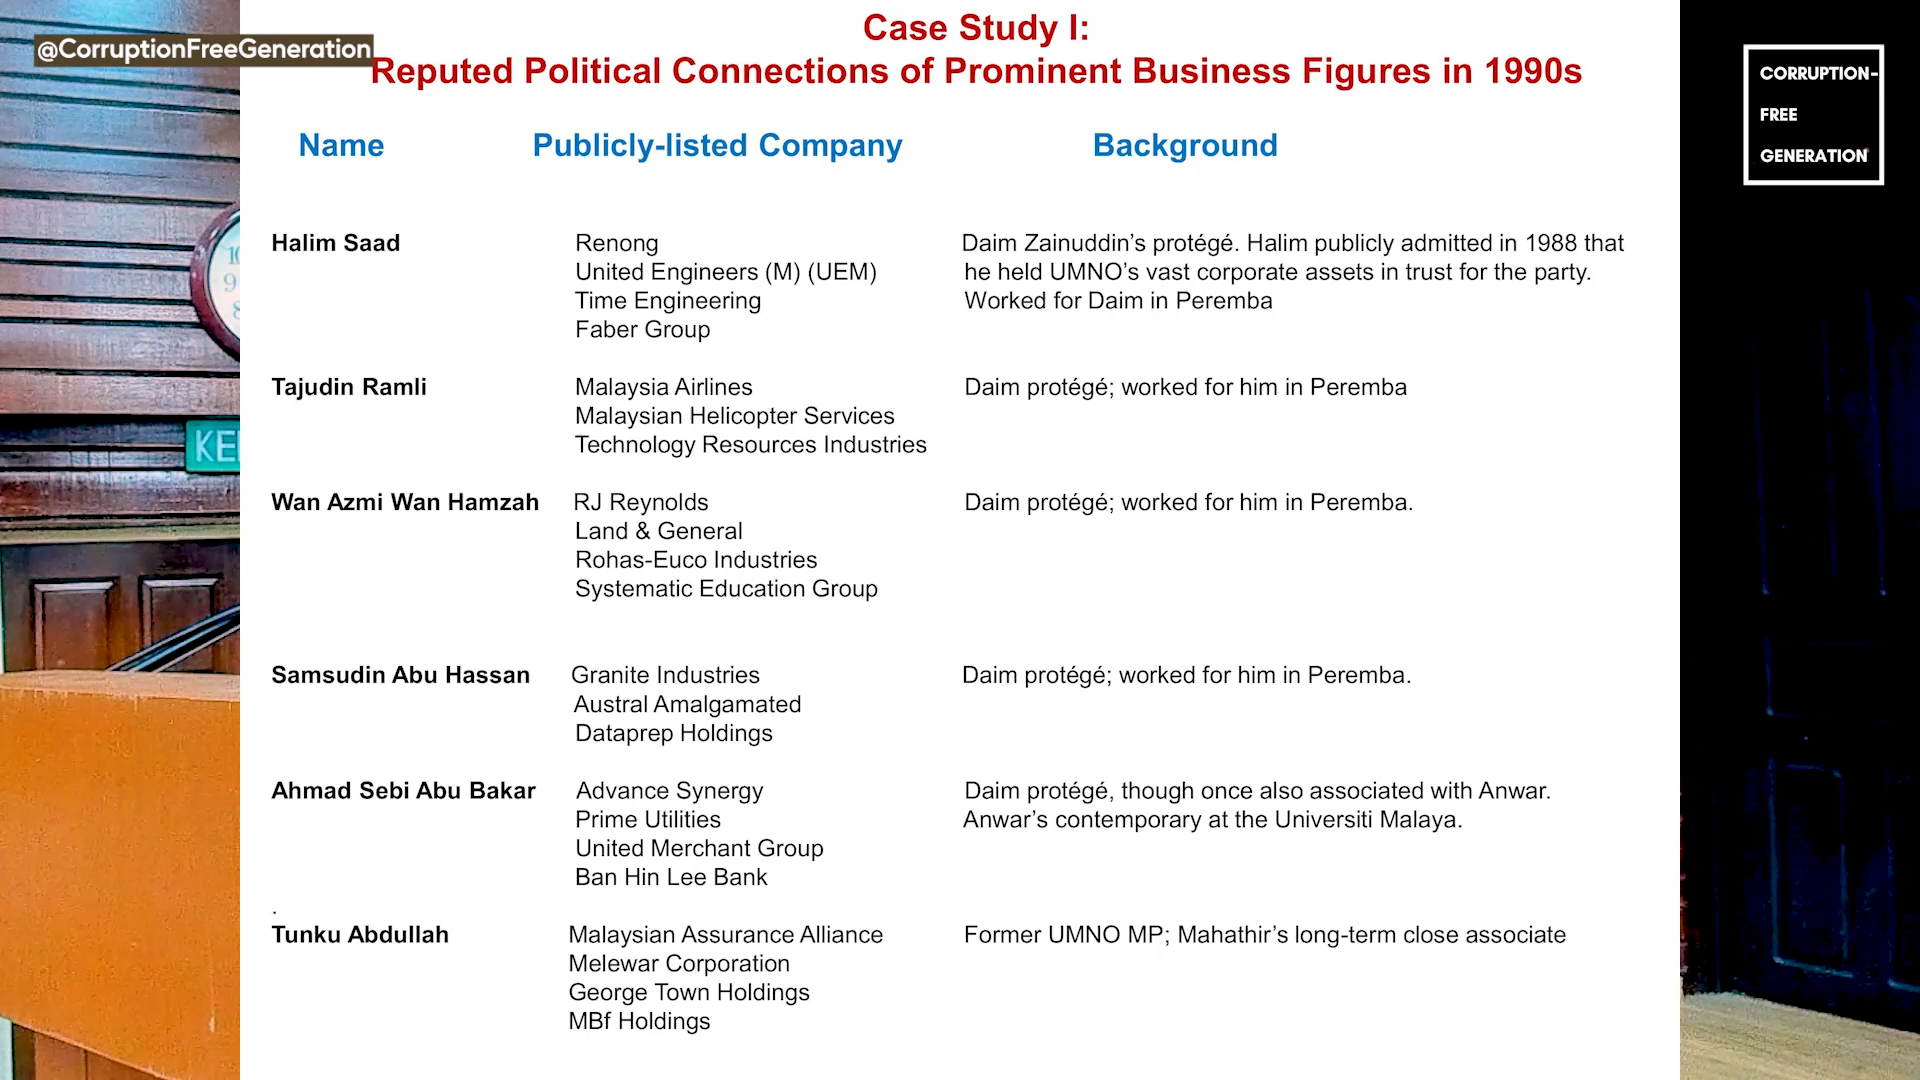 @CorruptionFreeGeneration
Case Study I:
Reputed Political Connections of Prominent Business Figures in 1990s
CORRUPTION-
FREE
GENERATION
Name Publicly-listed Company Background
Halim Saad Renong Daim Zainuddin’s protégé. Halim publicly admitted in 1988 that
United Engineers (M) (UEM) he held UMNO’s vast corporate assets in trust for the party.
Time Engineering Worked for Daim in Peremba
Faber Group
Tajudin Ramli Malaysia Airlines Daim protégé; worked for him in Peremba
Malaysian Helicopter Services
Technology Resources Industries
Wan Azmi Wan Hamzah RJ Reynolds Daim protégé; worked for him in Peremba.
Land & General
Rohas-Euco Industries
Systematic Education Group
Samsudin Abu Hassan Granite Industries Daim protégé; worked for him in Peremba.
Austral Amalgamated
Dataprep Holdings
Ahmad Sebi Abu Bakar Advance Synergy Daim protégé, though once also associated with Anwar.
Prime Utilities Anwar’s contemporary at the Universiti Malaya.
United Merchant Group
Ban Hin Lee Bank
.
Tunku Abdullah Malaysian Assurance Alliance Former UMNO MP; Mahathir’s long-term close associate
Melewar Corporation
George Town Holdings
MBf Holdings